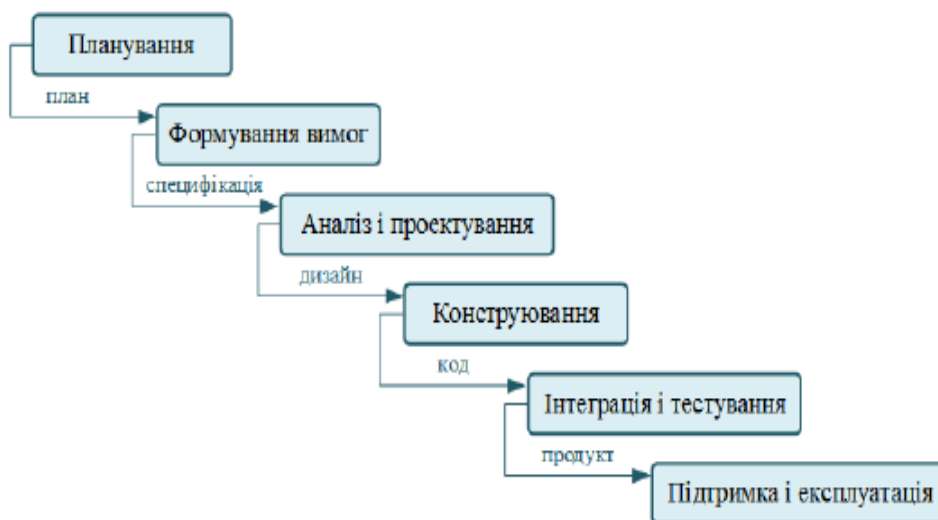 Планування
план
Формування вимог
специфікація
Аналіз і проектування
дизайн
Конструювання
код
Інтеграція і тестування
продукт
Підтримка і експлуатація